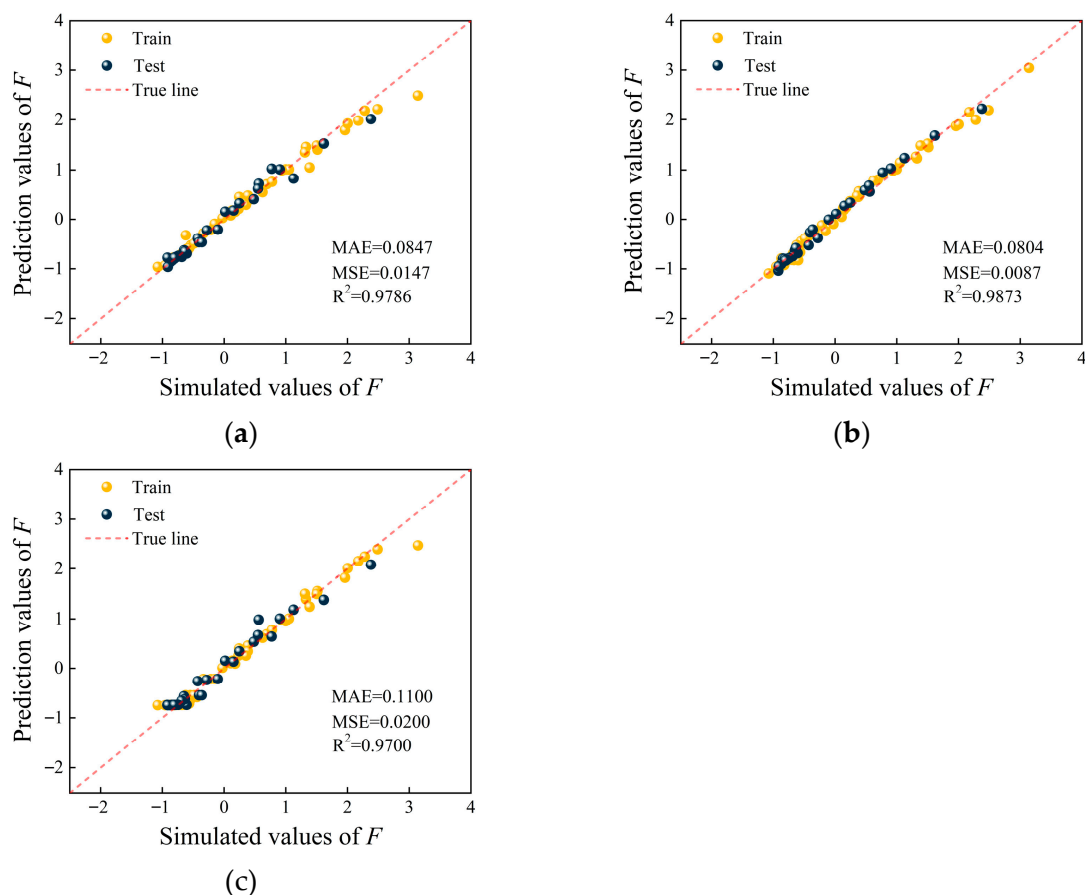 4
3
2
1
0
−1
−2
Prediction values of F
Train
Test
True line
MAE=0.0847
MSE=0.0147
R²=0.9786
−2 −1 0 1 2 3 4
Simulated values of F
(a)
4
3
2
1
0
−1
−2
Prediction values of F
Train
Test
True line
MAE=0.0804
MSE=0.0087
R²=0.9873
−2 −1 0 1 2 3 4
Simulated values of F
(b)
4
3
2
1
0
−1
−2
Prediction values of F
Train
Test
True line
MAE=0.1100
MSE=0.0200
R²=0.9700
−2 −1 0 1 2 3 4
Simulated values of F
(c)